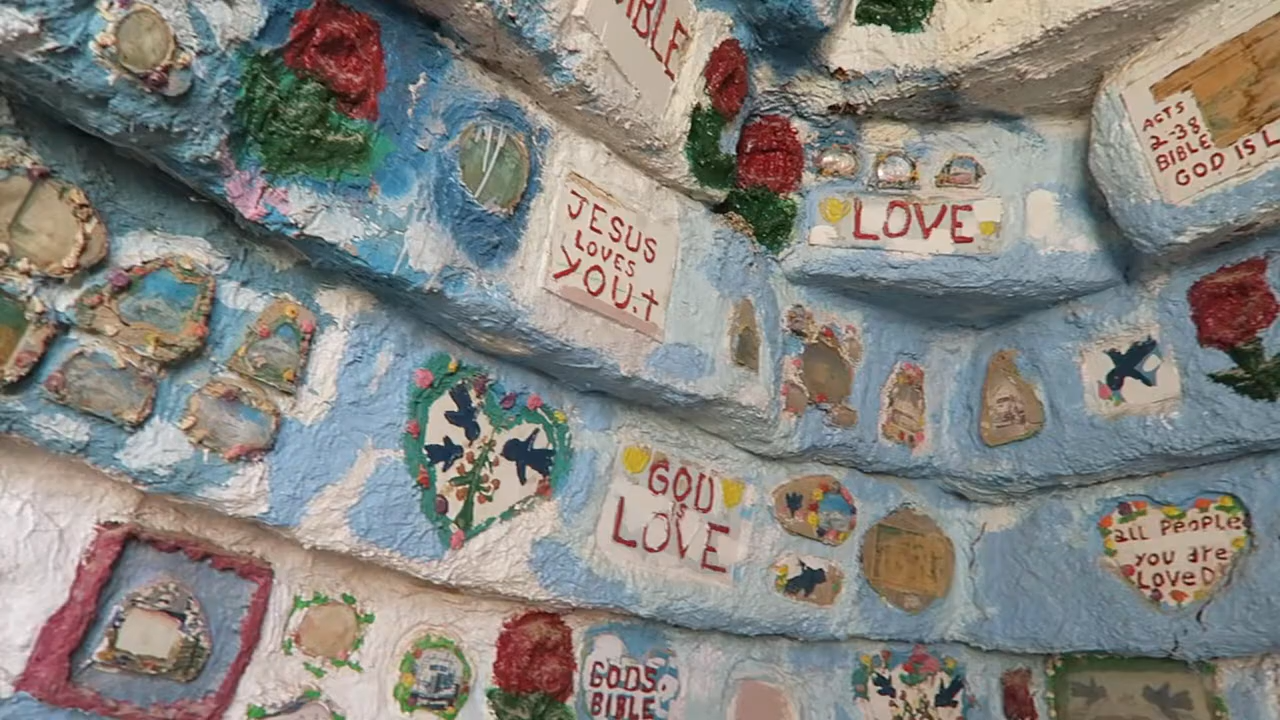 BIBLE
ACTS
2-38
BIBLE
GOD IS L
JESUS
LOVES
YOU.†
LOVE
GOD
IS
LOVE
ALL PEOPLE
you are
LOVED
GODS.
BIBLE